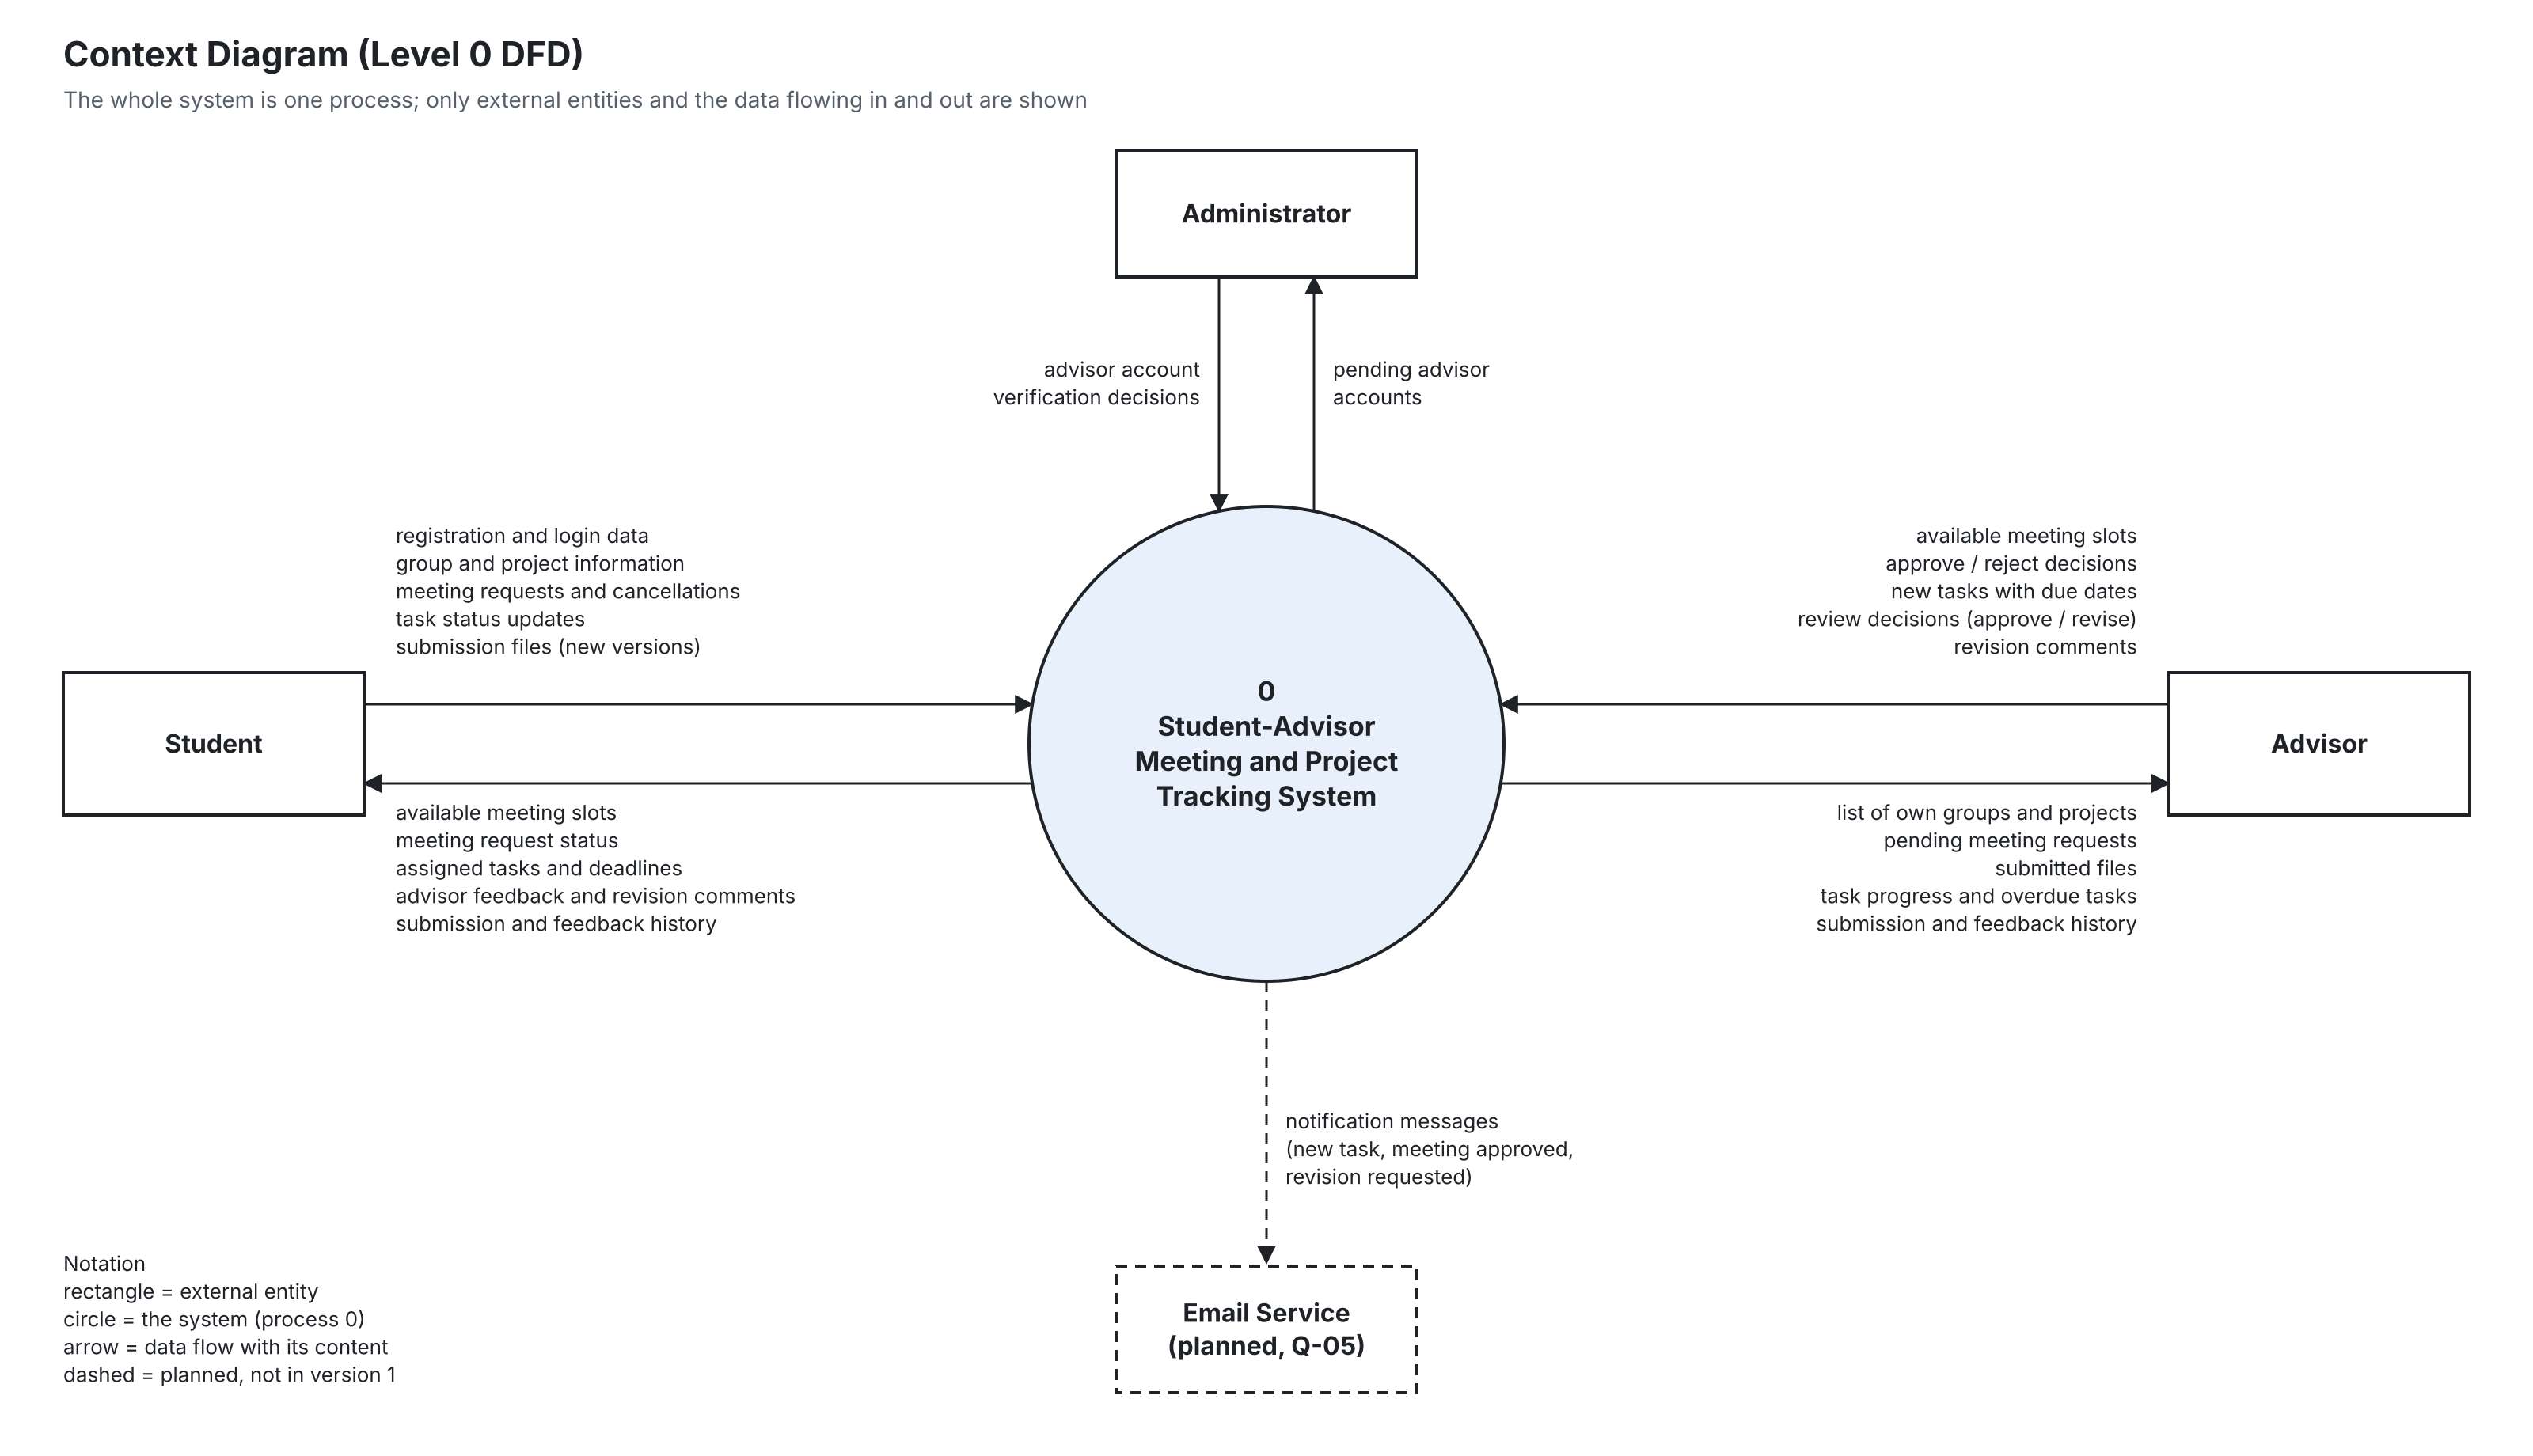 Context Diagram (Level 0 DFD)
The whole system is one process; only external entities and the data flowing in and out are shown
Administrator
advisor account
verification decisions
pending advisor
accounts
registration and login data
group and project information
meeting requests and cancellations
task status updates
submission files (new versions)
available meeting slots
approve / reject decisions
new tasks with due dates
review decisions (approve / revise)
revision comments
Student
0
Student-Advisor
Meeting and Project
Tracking System
Advisor
available meeting slots
meeting request status
assigned tasks and deadlines
advisor feedback and revision comments
submission and feedback history
list of own groups and projects
pending meeting requests
submitted files
task progress and overdue tasks
submission and feedback history
notification messages
(new task, meeting approved,
revision requested)
Email Service
(planned, Q-05)
Notation
rectangle = external entity
circle = the system (process 0)
arrow = data flow with its content
dashed = planned, not in version 1